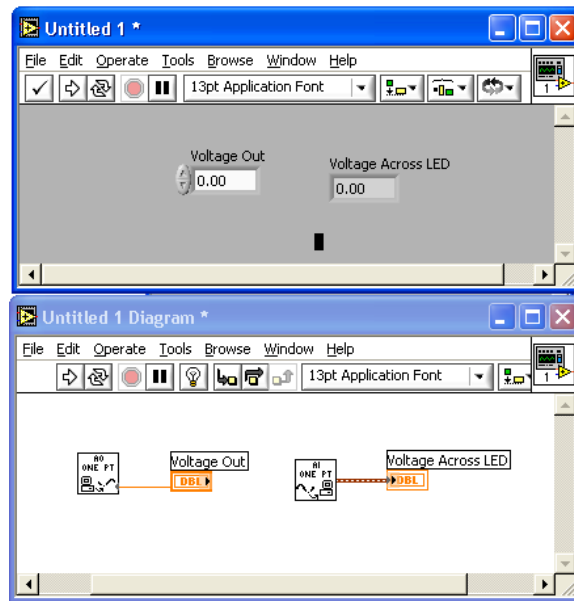 Untitled 1 *
File Edit Operate Tools Browse Window Help
13pt Application Font
1
Voltage Out
0.00
Voltage Across LED
0.00
Untitled 1 Diagram *
File Edit Operate Tools Browse Window Help
13pt Application Font
1
AO
ONE PT
Voltage Out
DBL
AI
ONE PT
Voltage Across LED
DBL